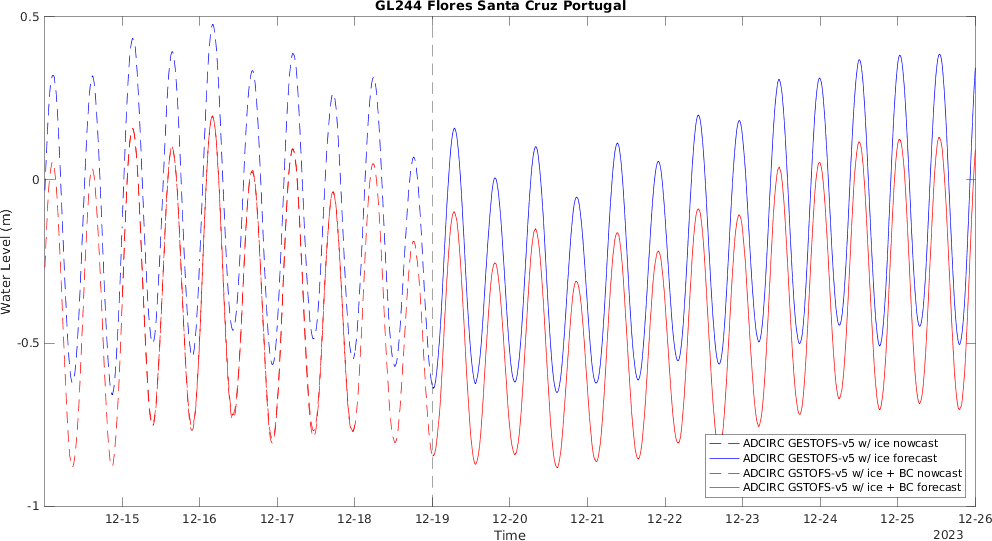 GL244 Flores Santa Cruz Portugal
0.5
0
-0.5
-1
Water Level (m)
ADCIRC GESTOFS-v5 w/ ice nowcast
ADCIRC GESTOFS-v5 w/ ice forecast
ADCIRC GSTOFS-v5 w/ ice + BC nowcast
ADCIRC GSTOFS-v5 w/ ice + BC forecast
12-15 12-16 12-17 12-18 12-19 12-20 12-21 12-22 12-23 12-24 12-25 12-26
Time
2023